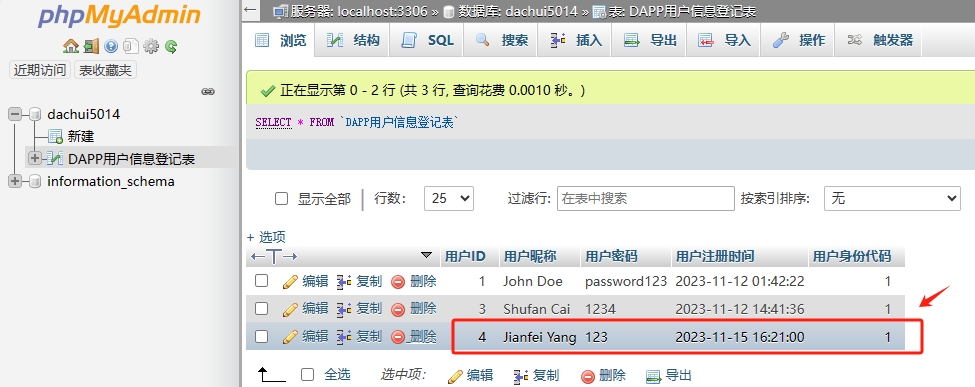 phpMyAdmin
服务器: localhost:3306 » 数据库: dachui5014 » 表: DAPP用户信息登记表
浏览 结构 SQL 搜索 插入 导出 导入 操作 触发器
近期访问 表收藏夹
正在显示第 0 - 2 行 (共 3 行, 查询花费 0.0010 秒。)
dachui5014
新建
DAPP用户信息登记表
information_schema
SELECT * FROM `DAPP用户信息登记表`
显示全部 行数: 25 过滤行: 在表中搜索 按索引排序: 无
+ 选项
←T→ 用户ID 用户昵称 用户密码 用户注册时间 用户身份代码
编辑 复制 删除 1 John Doe password123 2023-11-12 01:42:22 1
编辑 复制 删除 3 Shufan Cai 1234 2023-11-12 14:41:36 1
编辑 复制 删除 4 Jianfei Yang 123 2023-11-15 16:21:00 1
全选 选中项: 编辑 复制 删除 导出